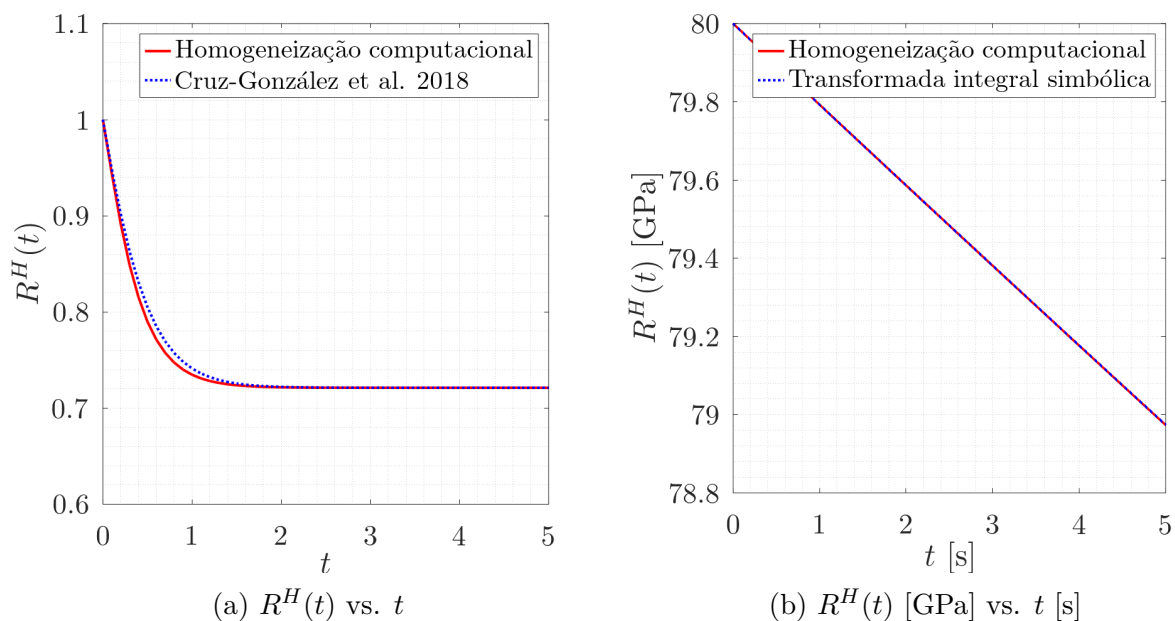 1.1
1
0.9
0.8
0.7
0.6
R^H(t)
0 1 2 3 4 5
t
Homogeneização computacional
Cruz-González et al. 2018
(a) R^H(t) vs. t
80
79.8
79.6
79.4
79.2
79
78.8
R^H(t) [GPa]
0 1 2 3 4 5
t [s]
Homogeneização computacional
Transformada integral simbólica
(b) R^H(t) [GPa] vs. t [s]